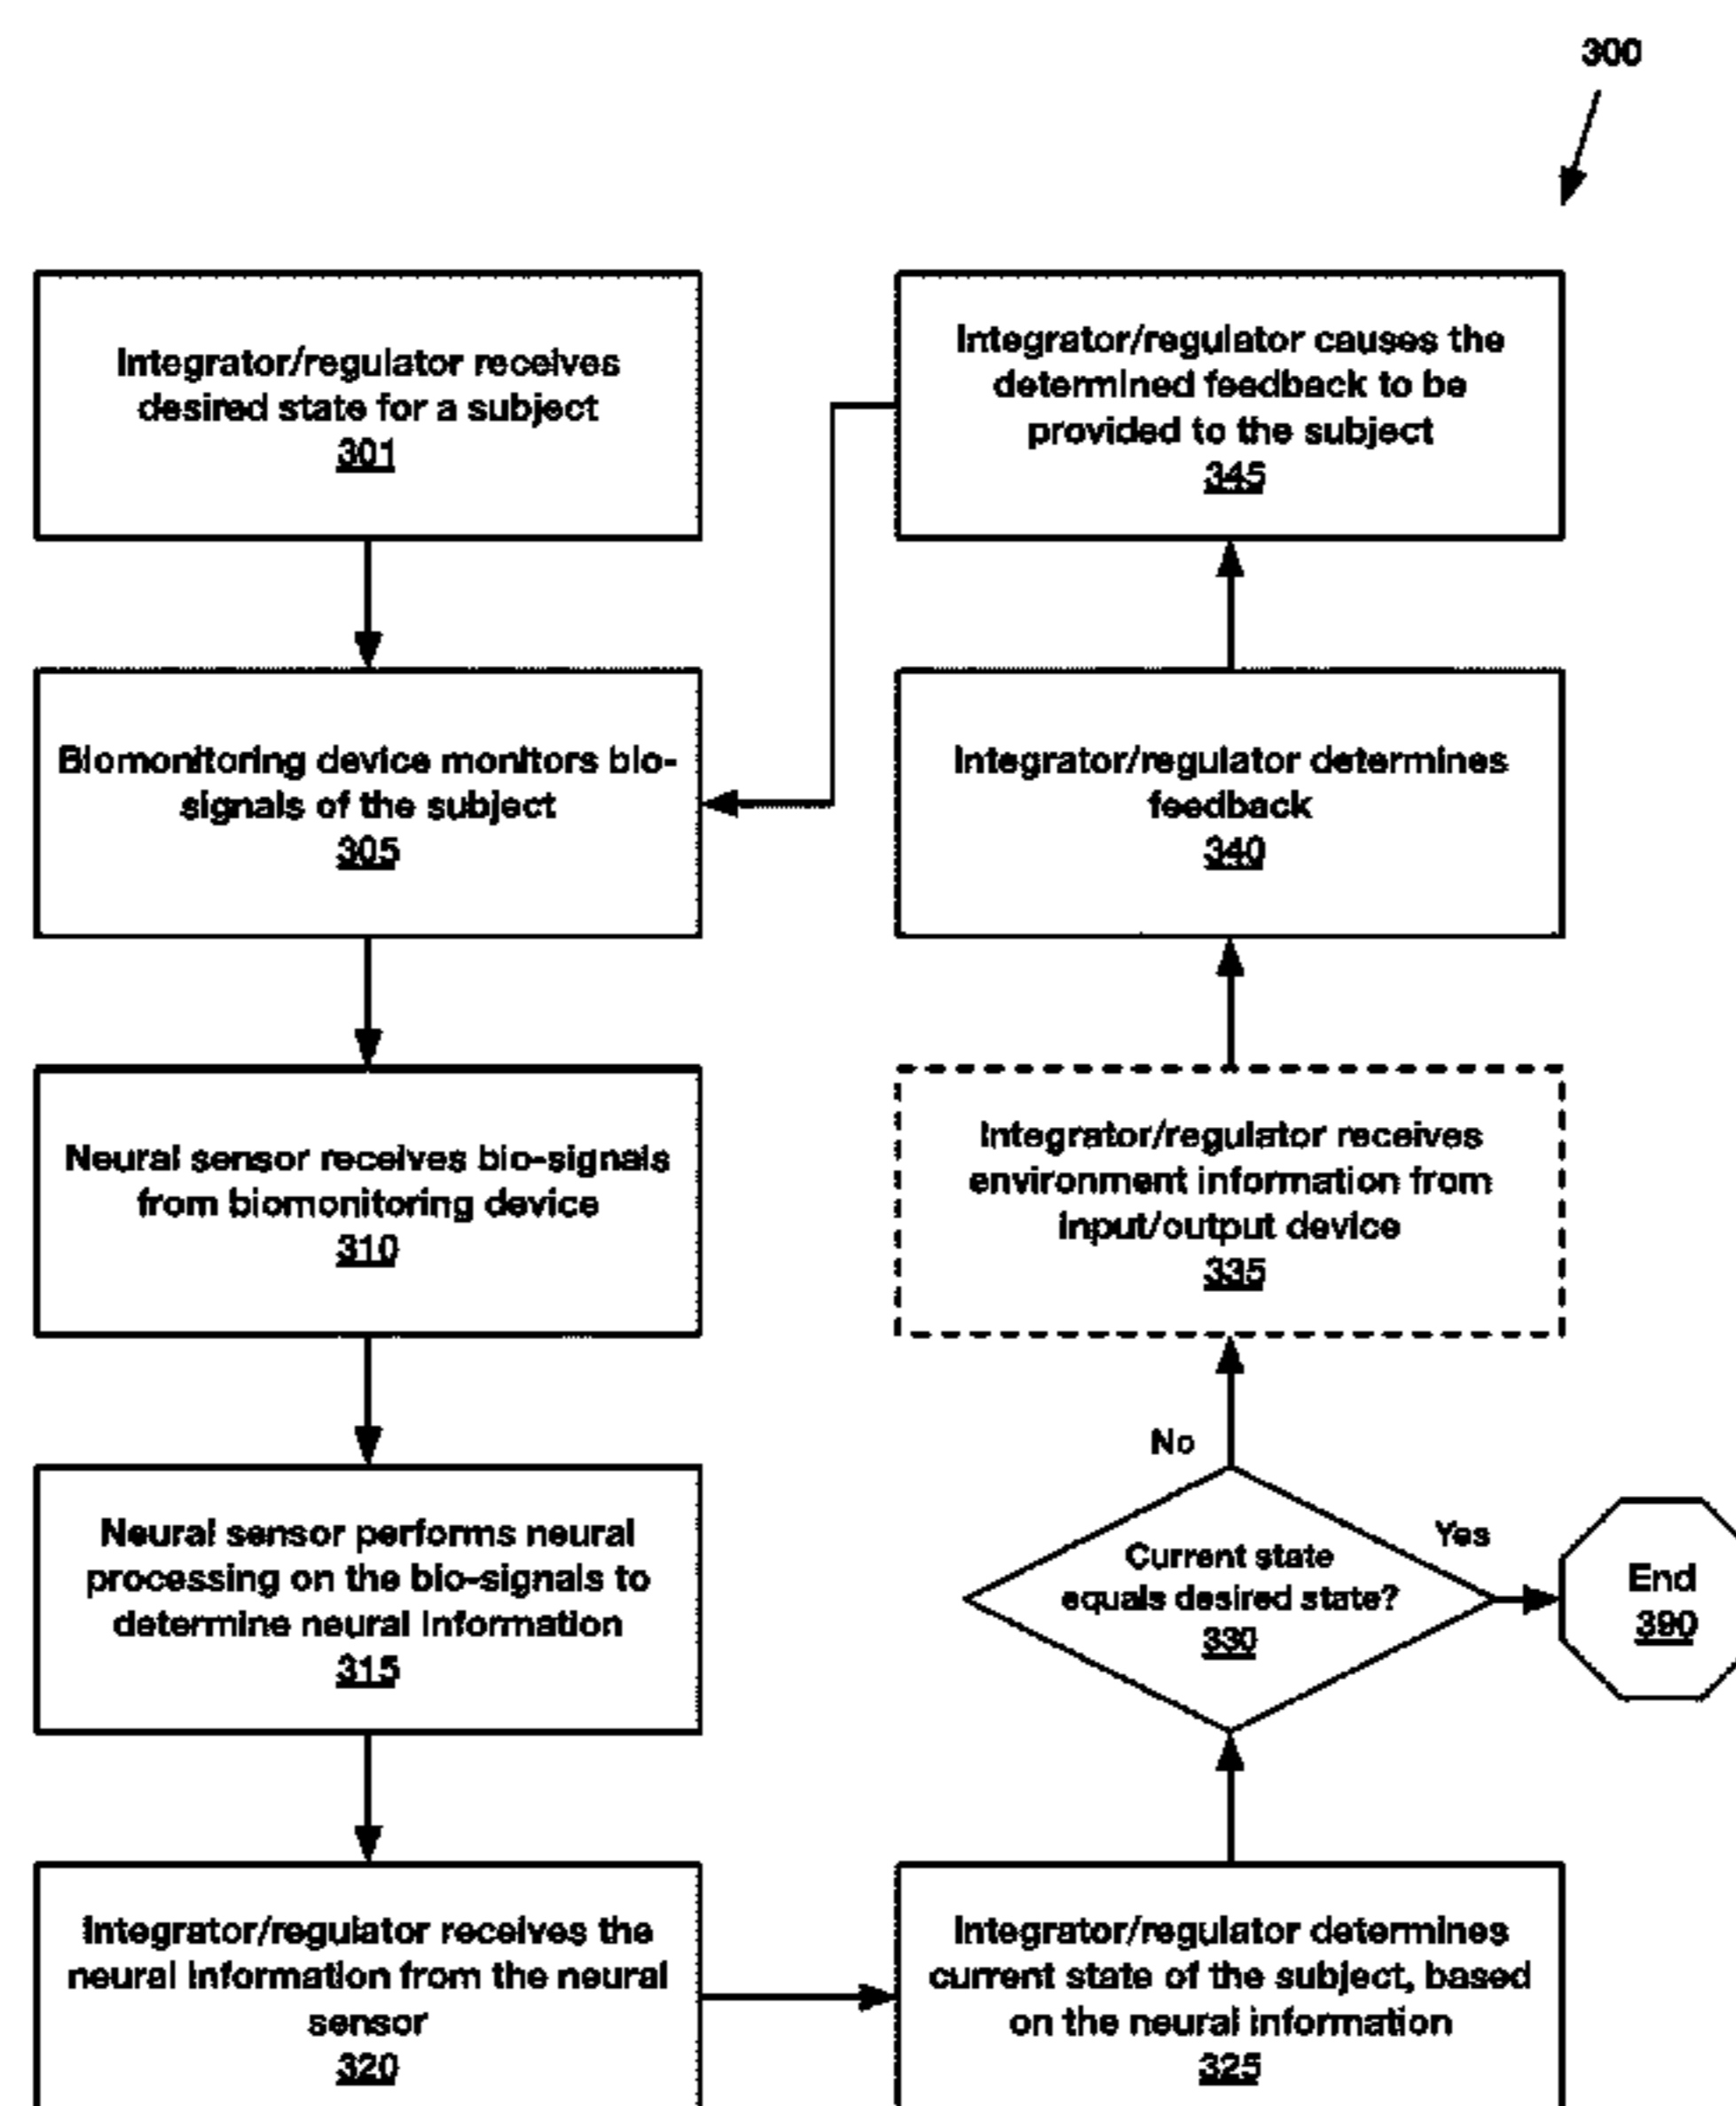 300
Integrator/regulator receives
desired state for a subject
301
Biomonitoring device monitors bio-
signals of the subject
305
Neural sensor receives bio-signals
from biomonitoring device
310
Neural sensor performs neural
processing on the bio-signals to
determine neural information
315
Integrator/regulator receives the
neural information from the neural
sensor
320
Integrator/regulator determines
current state of the subject, based
on the neural information
325
Current state
equals desired state?
330
Yes
End
390
No
Integrator/regulator receives
environment information from
input/output device
335
Integrator/regulator determines
feedback
340
Integrator/regulator causes the
determined feedback to be
provided to the subject
345